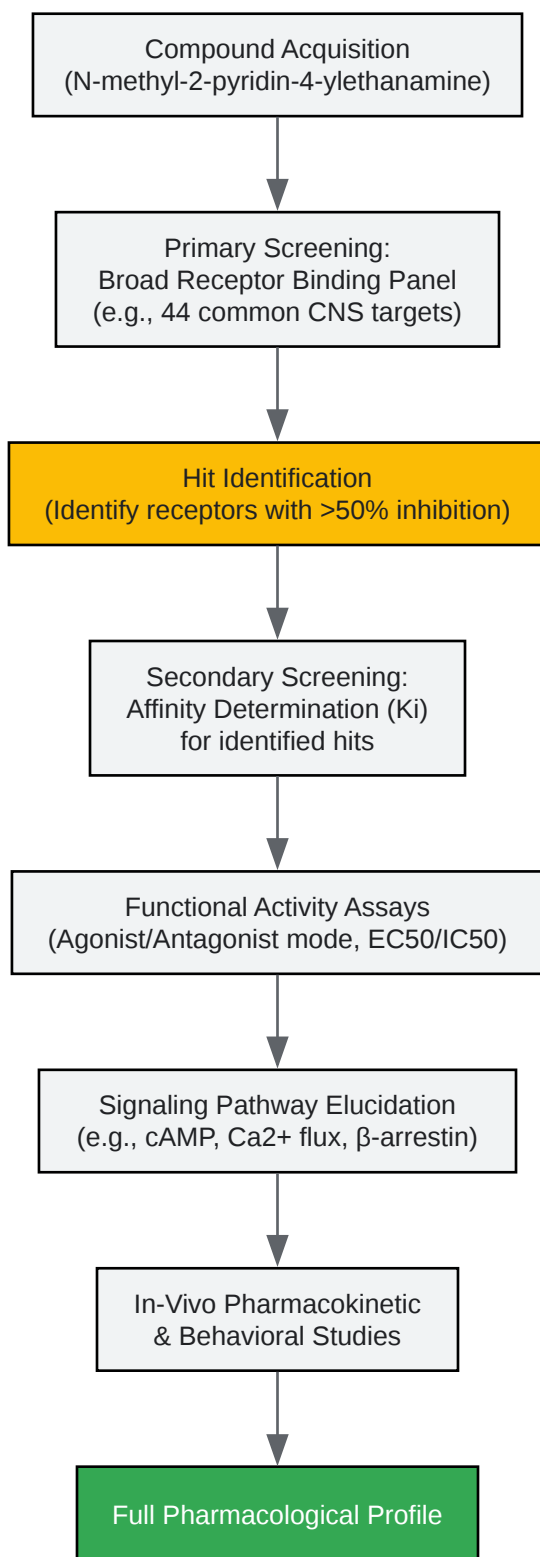 Compound Acquisition
(N-methyl-2-pyridin-4-ylethanamine)
Primary Screening:
Broad Receptor Binding Panel
(e.g., 44 common CNS targets)
Hit Identification
(Identify receptors with >50% inhibition)
Secondary Screening:
Affinity Determination (Ki)
for identified hits
Functional Activity Assays
(Agonist/Antagonist mode, EC50/IC50)
Signaling Pathway Elucidation
(e.g., cAMP, Ca2+ flux, β-arrestin)
In-Vivo Pharmacokinetic
& Behavioral Studies
Full Pharmacological Profile